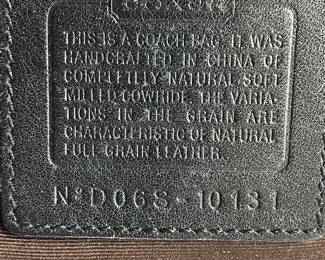 THIS IS A COACH BAG. IT WAS
HANDCRAFTED IN CHINA OF
COMPLETELY NATURAL SOFT
MILLED COWHIDE. THE VARIA-
TIONS IN THE GRAIN ARE
CHARACTERISTIC OF NATURAL
FULL GRAIN LEATHER.
Nº D06S-10181